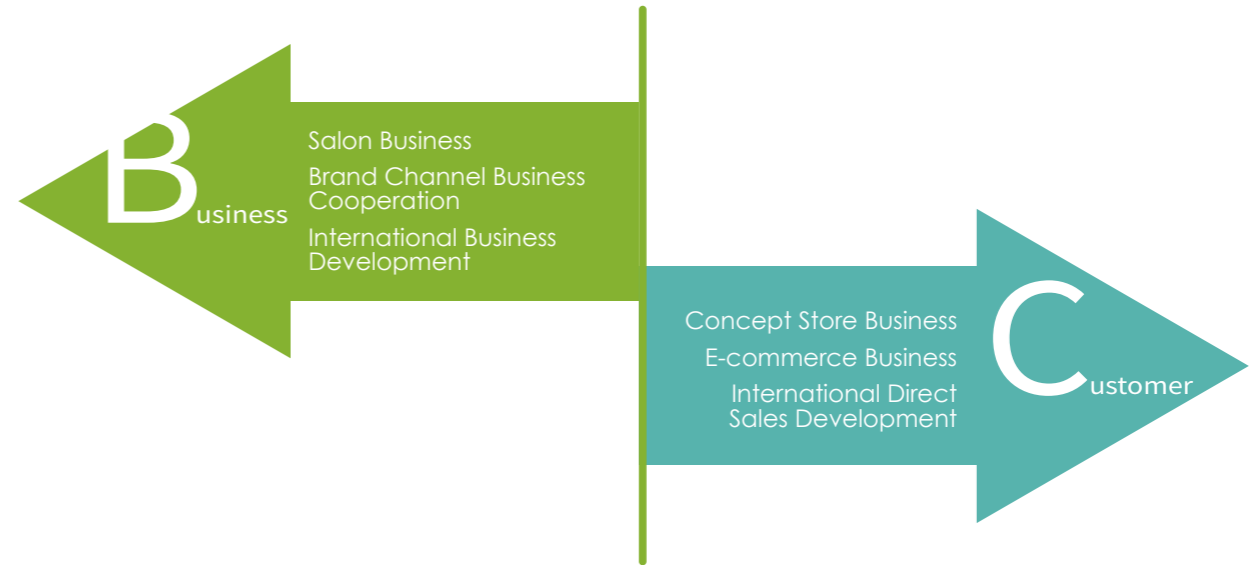 Business
Salon Business
Brand Channel Business
Cooperation
International Business
Development
Concept Store Business
E-commerce Business
International Direct
Sales Development
Customer